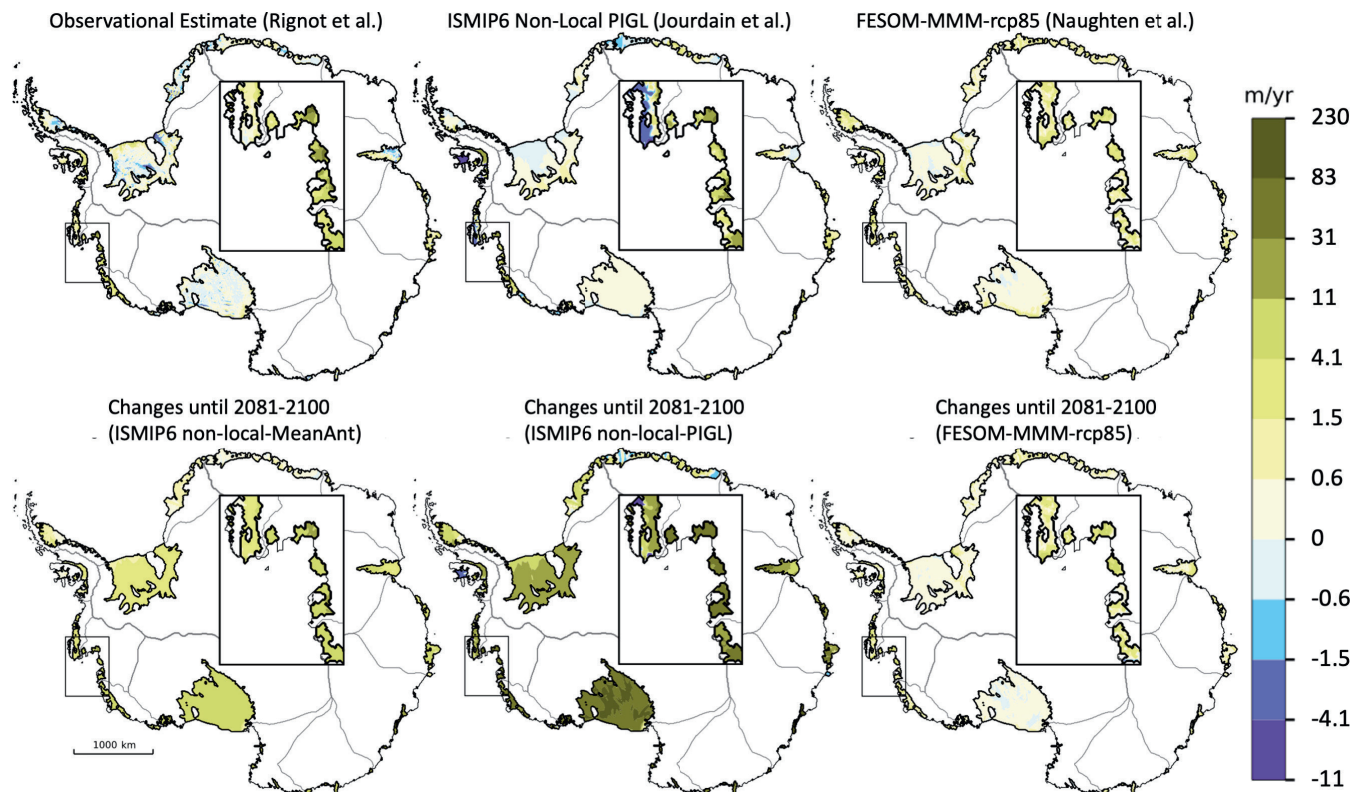 Observational Estimate (Rignot et al.)
ISMIP6 Non-Local PIGL (Jourdain et al.)
FESOM-MMM-rcp85 (Naughten et al.)
m/yr
230
83
31
11
4.1
1.5
0.6
0
-0.6
-1.5
-4.1
-11
Changes until 2081-2100
(ISMIP6 non-local-MeanAnt)
Changes until 2081-2100
(ISMIP6 non-local-PIGL)
Changes until 2081-2100
(FESOM-MMM-rcp85)
1000 km